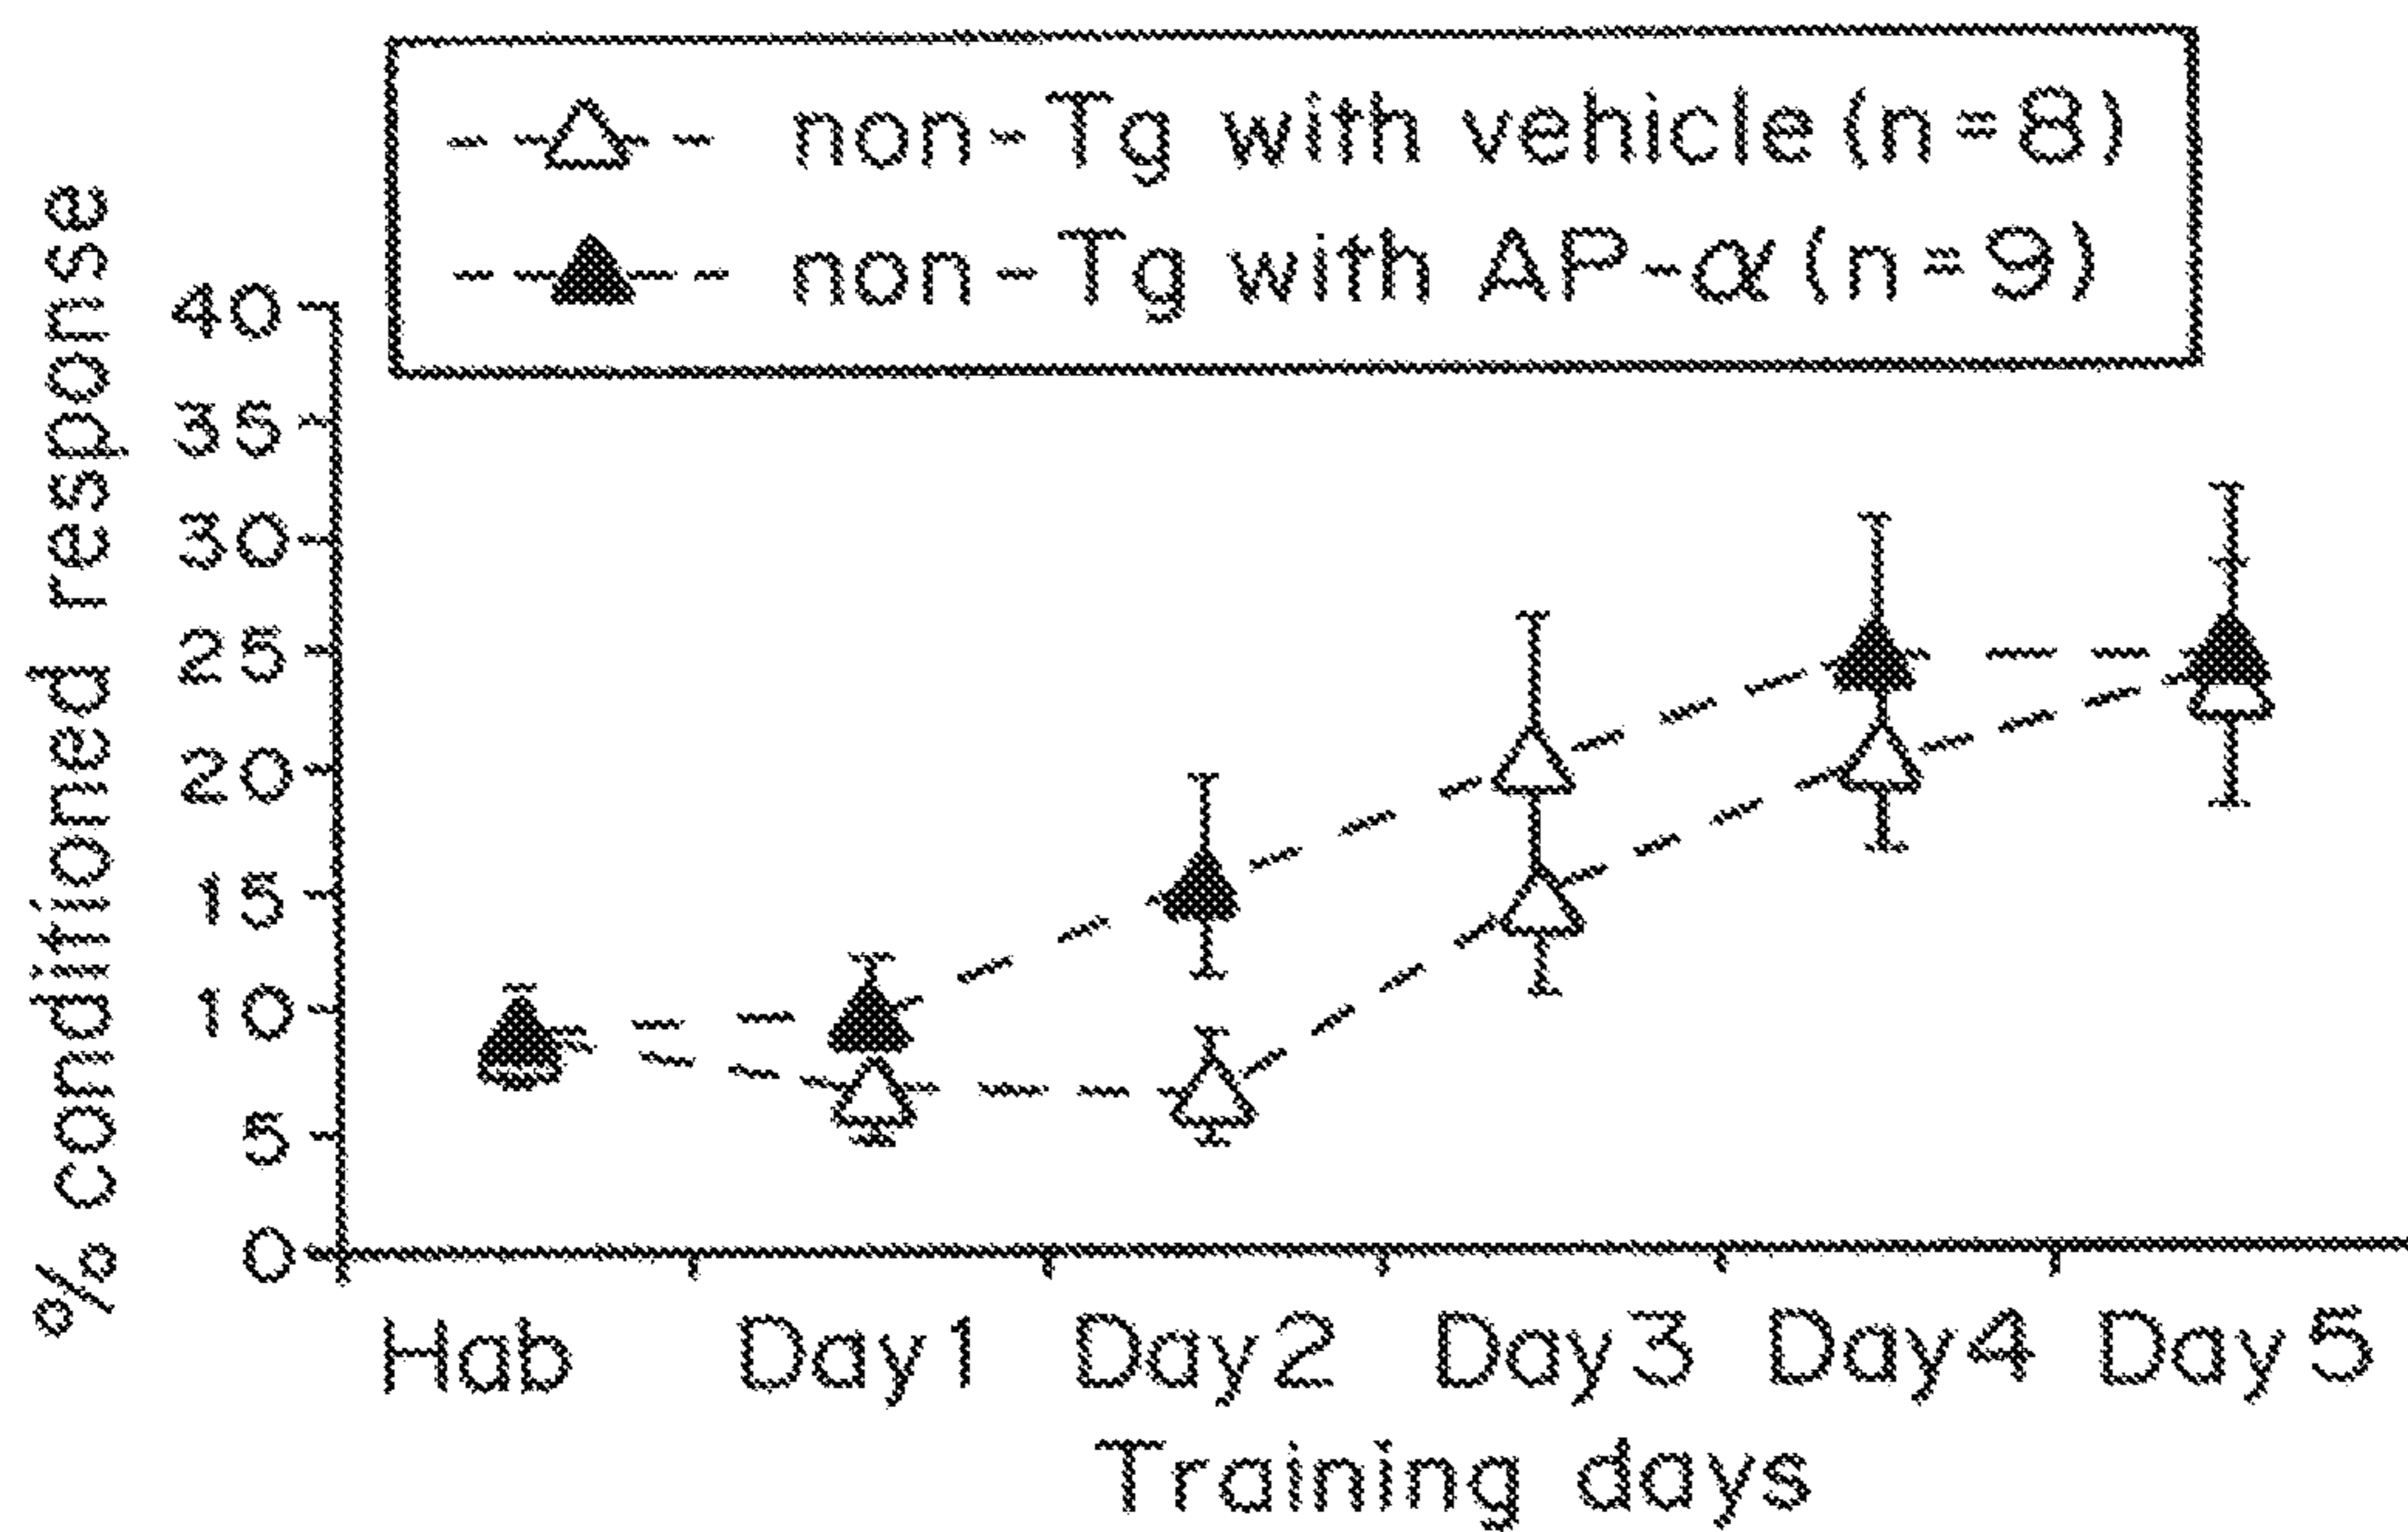 non-Tg with vehicle (n=8)
non-Tg with AP-α (n=9)
% conditioned response
40
35
30
25
20
15
10
5
0
Hab Day1 Day2 Day3 Day4 Day5
Training days